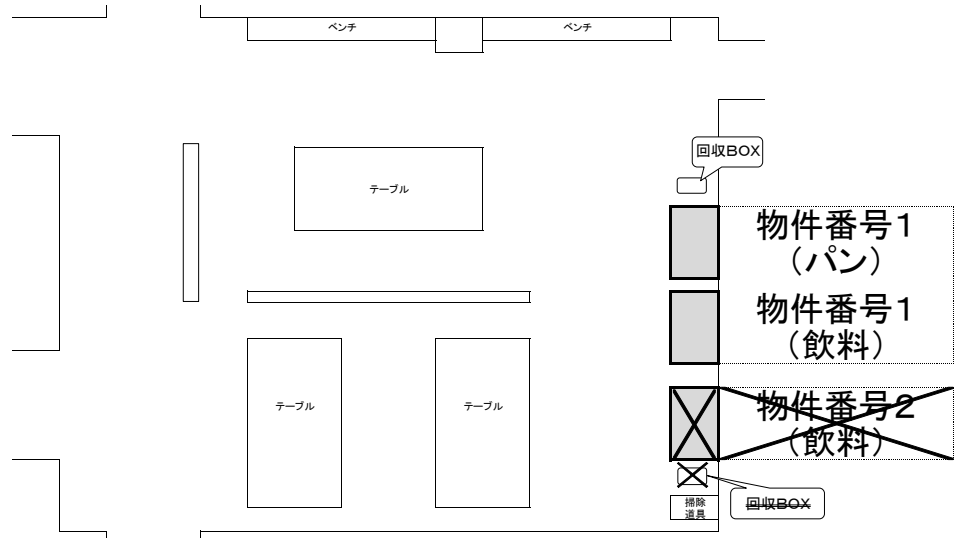 ベンチ
ベンチ
回収BOX
テーブル
物件番号1
（パン）
物件番号1
（飲料）
テーブル
テーブル
物件番号2
（飲料）
掃除
道具
回収BOX